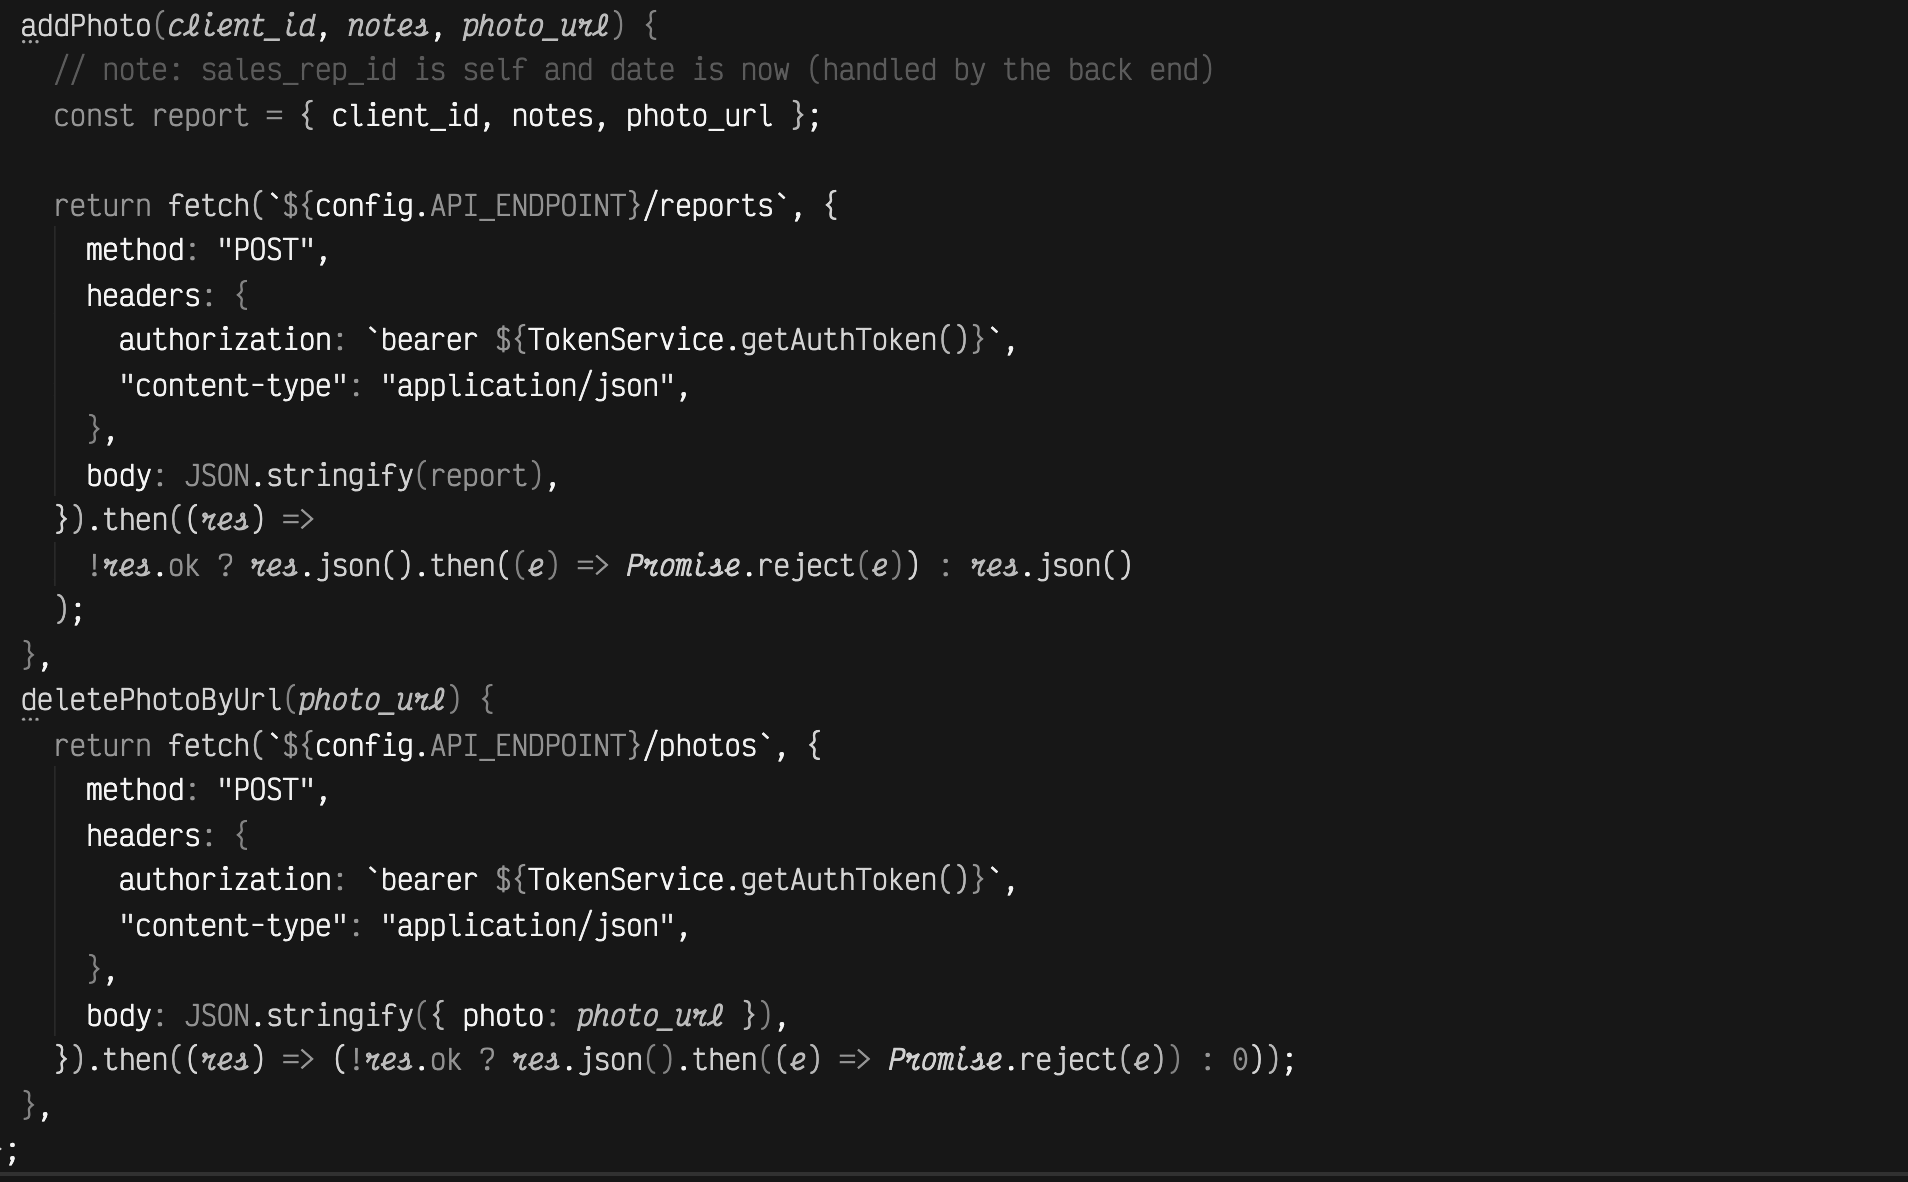 addPhoto(client_id, notes, photo_url) {
// note: sales_rep_id is self and date is now (handled by the back end)
const report = { client_id, notes, photo_url };
return fetch(`${config.API_ENDPOINT}/reports`, {
method: "POST",
headers: {
authorization: `bearer ${TokenService.getAuthToken()}`,
"content-type": "application/json",
},
body: JSON.stringify(report),
}).then((res) =>
!res.ok ? res.json().then((e) => Promise.reject(e)) : res.json()
);
},
deletePhotoByUrl(photo_url) {
return fetch(`${config.API_ENDPOINT}/photos`, {
method: "POST",
headers: {
authorization: `bearer ${TokenService.getAuthToken()}`,
"content-type": "application/json",
},
body: JSON.stringify({ photo: photo_url }),
}).then((res) => (!res.ok ? res.json().then((e) => Promise.reject(e)) : 0));
},
};